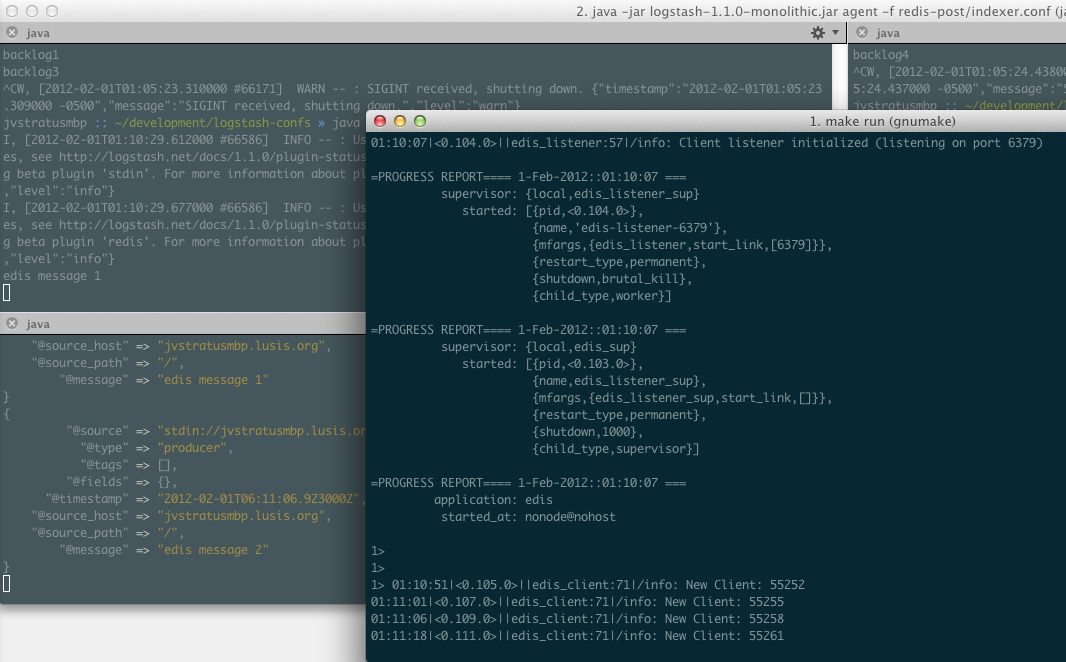 2. java -jar logstash-1.1.0-monolithic.jar agent -f redis-post/indexer.conf (ja
java
backlog1
backlog3
^CW, [2012-02-01T01:05:23.310000 #66171]  WARN -- : SIGINT received, shutting down. {"timestamp":"2012-02-01T01:05:23
.309000 -0500","message":"SIGINT received, shutting down.","level":"warn"}
jvstratusmbp :: ~/development/logstash-confs » java
I, [2012-02-01T01:10:29.612000 #66586]  INFO -- : Us
es, see http://logstash.net/docs/1.1.0/plugin-status
g beta plugin 'stdin'. For more information about pl
,"level":"info"}
I, [2012-02-01T01:10:29.677000 #66586]  INFO -- : Us
es, see http://logstash.net/docs/1.1.0/plugin-status
g beta plugin 'redis'. For more information about pl
,"level":"info"}
edis message 1
java
backlog4
^CW, [2012-02-01T01:05:24.43800
5:24.437000 -0500","message":"S
jvstratusmbp :: ~/development/l
java
"@source_host" => "jvstratusmbp.lusis.org",
"@source_path" => "/",
"@message" => "edis message 1"
}
{
"@source" => "stdin://jvstratusmbp.lusis.or
"@type" => "producer",
"@tags" => [],
"@fields" => {},
"@timestamp" => "2012-02-01T06:11:06.923000Z",
"@source_host" => "jvstratusmbp.lusis.org",
"@source_path" => "/",
"@message" => "edis message 2"
}
1. make run (gnumake)
01:10:07|<0.104.0>||edis_listener:57|/info: Client listener initialized (listening on port 6379)
=PROGRESS REPORT==== 1-Feb-2012::01:10:07 ===
supervisor: {local,edis_listener_sup}
started: [{pid,<0.104.0>},
{name,'edis-listener-6379'},
{mfargs,{edis_listener,start_link,[6379]}},
{restart_type,permanent},
{shutdown,brutal_kill},
{child_type,worker}]
=PROGRESS REPORT==== 1-Feb-2012::01:10:07 ===
supervisor: {local,edis_sup}
started: [{pid,<0.103.0>},
{name,edis_listener_sup},
{mfargs,{edis_listener_sup,start_link,[]}},
{restart_type,permanent},
{shutdown,1000},
{child_type,supervisor}]
=PROGRESS REPORT==== 1-Feb-2012::01:10:07 ===
application: edis
started_at: nonode@nohost
1>
1>
1> 01:10:51|<0.105.0>||edis_client:71|/info: New Client: 55252
01:11:01|<0.107.0>||edis_client:71|/info: New Client: 55255
01:11:06|<0.109.0>||edis_client:71|/info: New Client: 55258
01:11:18|<0.111.0>||edis_client:71|/info: New Client: 55261